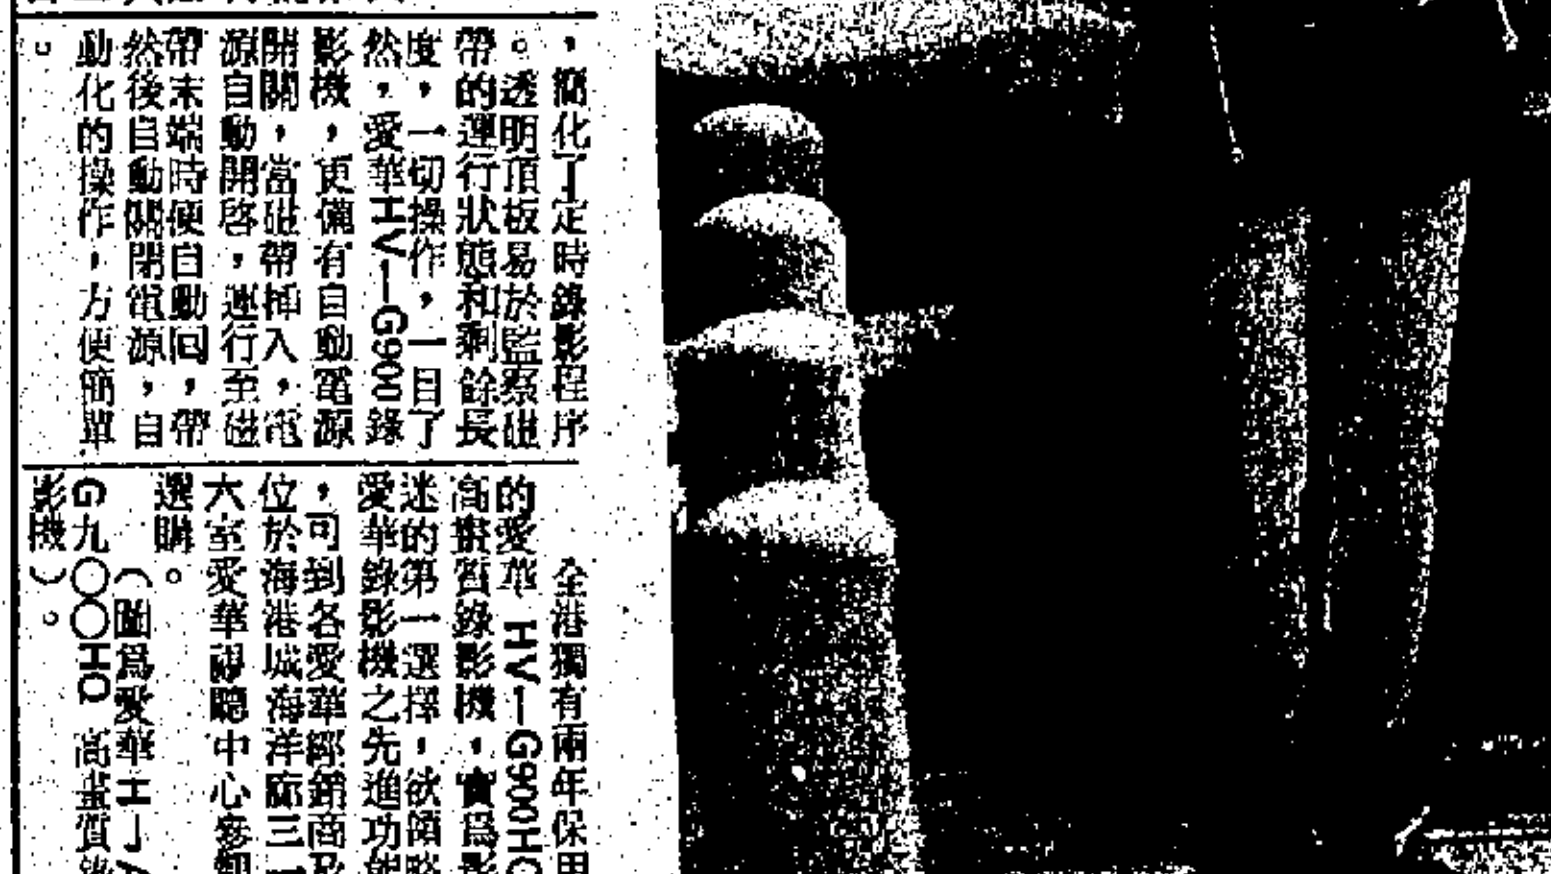 ，簡化了定時錄影程序
。透明頂板易於監察磁
帶的運行狀態和剩餘長
度，一切操作，一目了
然，愛華HV—G900錄
影機，更備有自動電源
開關，當磁帶插入，電
源自動開啓，運行至磁
帶末端時便自動回，帶
然後自動關閉電源，自
動化的操作，方便簡單
。
全港獨有兩年保用
的愛華 HV—G900HQ
高畫質錄影機，實爲影
迷的第一選擇，欲領略
愛華錄影機之先進功能
，可到各愛華經銷商及
位於海港城海洋廊三
大室愛華視聽中心參觀
選購。
（圖爲愛華
G九〇〇HQ 高畫質錄
影機）。